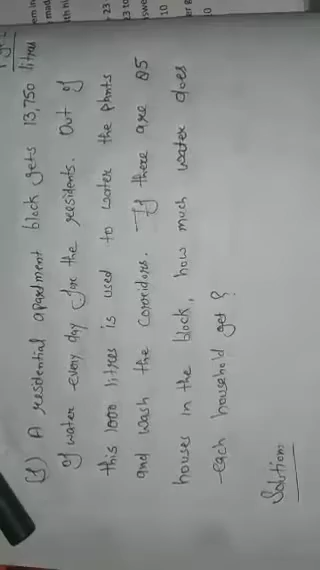 (1) A residential apartment block gets 13,750 litres
of water every day for the residents. Out of
this 1000 litres is used to water the plants
and wash the corridors. If there are 85
houses in the block, how much water does
each household get?
Solution: